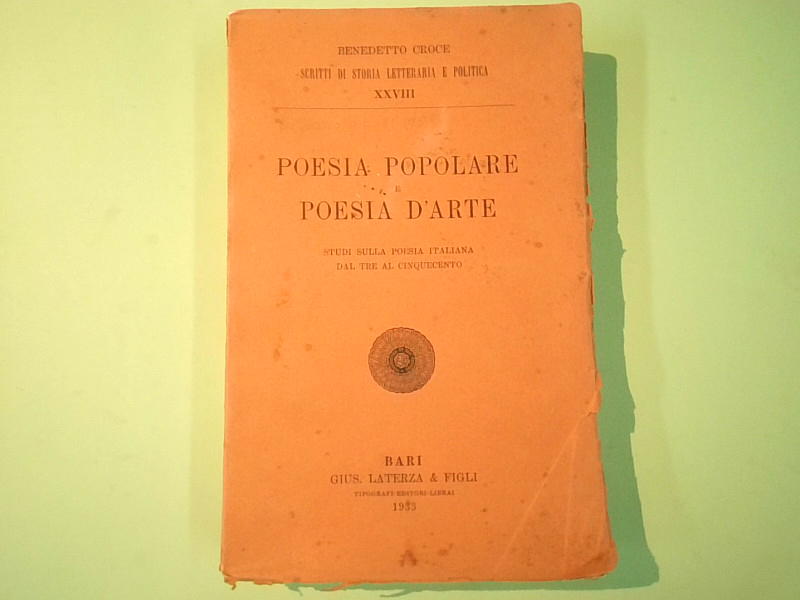 BENEDETTO CROCE
SCRITTI DI STORIA LETTERARIA E POLITICA
XXVIII
POESIA POPOLARE
E
POESIA D'ARTE
STUDI SULLA POESIA ITALIANA
DAL TRE AL CINQUECENTO
BARI
GIUS. LATERZA & FIGLI
TIPOGRAFI-EDITORI-LIBRAI
1933